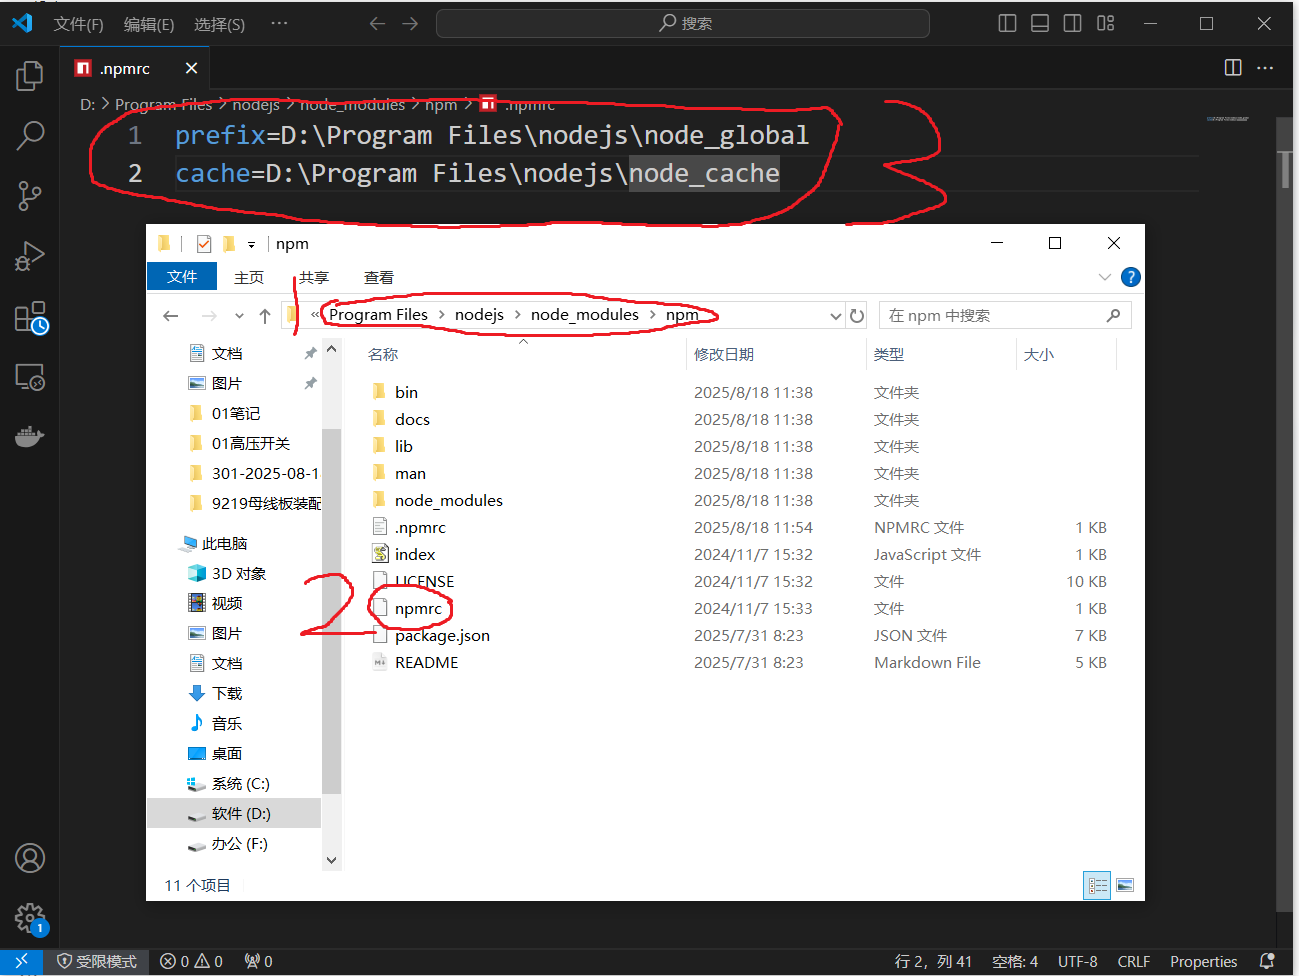 文件(F) 编辑(E) 选择(S) ··· 搜索
.npmrc
D: > Program Files > nodejs > node_modules > npm > .npmrc
1 prefix=D:\Program Files\nodejs\node_global
2 cache=D:\Program Files\nodejs\node_cache
3
npm
文件 主页 共享 查看
1
« Program Files > nodejs > node_modules > npm 在 npm 中搜索
名称 修改日期 类型 大小
文档
图片
01笔记
01高压开关
301-2025-08-1
9219母线板装配
此电脑
3D 对象
视频
图片
文档
下载
音乐
桌面
系统 (C:)
软件 (D:)
办公 (F:)
bin 2025/8/18 11:38 文件夹
docs 2025/8/18 11:38 文件夹
lib 2025/8/18 11:38 文件夹
man 2025/8/18 11:38 文件夹
node_modules 2025/8/18 11:38 文件夹
.npmrc 2025/8/18 11:54 NPMRC 文件 1 KB
index 2024/11/7 15:32 JavaScript 文件 1 KB
LICENSE 2024/11/7 15:32 文件 10 KB
2
npmrc 2024/11/7 15:33 文件 1 KB
package.json 2025/7/31 8:23 JSON 文件 7 KB
README 2025/7/31 8:23 Markdown File 5 KB
11 个项目
1
受限模式 0 0 0 行 2，列 41 空格: 4 UTF-8 CRLF Properties